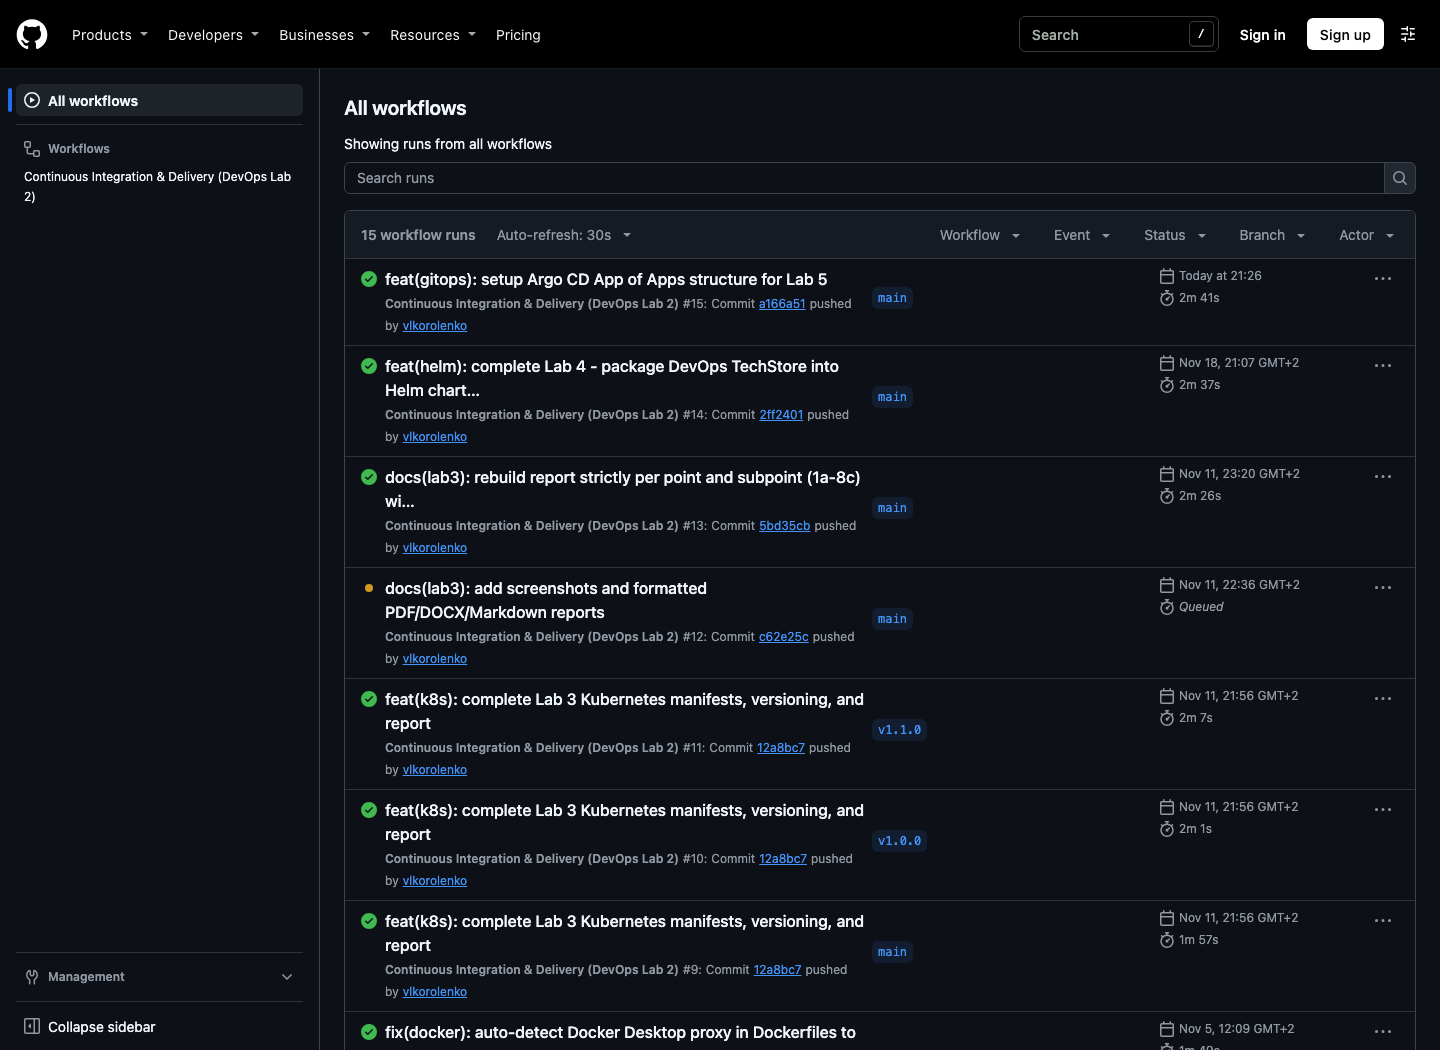 Products
Developers
Businesses
Resources
Pricing
Search
/
Sign in
Sign up
All workflows
Workflows
Continuous Integration & Delivery (DevOps Lab
2)
Management
Collapse sidebar
All workflows
Showing runs from all workflows
Search runs
15 workflow runs
Auto-refresh: 30s
Workflow
Event
Status
Branch
Actor
feat(gitops): setup Argo CD App of Apps structure for Lab 5
Continuous Integration & Delivery (DevOps Lab 2) #15: Commit a166a51 pushed
by vlkorolenko
main
Today at 21:26
2m 41s
feat(helm): complete Lab 4 - package DevOps TechStore into
Helm chart...
Continuous Integration & Delivery (DevOps Lab 2) #14: Commit 2ff2401 pushed
by vlkorolenko
main
Nov 18, 21:07 GMT+2
2m 37s
docs(lab3): rebuild report strictly per point and subpoint (1a-8c)
wi...
Continuous Integration & Delivery (DevOps Lab 2) #13: Commit 5bd35cb pushed
by vlkorolenko
main
Nov 11, 23:20 GMT+2
2m 26s
docs(lab3): add screenshots and formatted
PDF/DOCX/Markdown reports
Continuous Integration & Delivery (DevOps Lab 2) #12: Commit c62e25c pushed
by vlkorolenko
main
Nov 11, 22:36 GMT+2
Queued
feat(k8s): complete Lab 3 Kubernetes manifests, versioning, and
report
Continuous Integration & Delivery (DevOps Lab 2) #11: Commit 12a8bc7 pushed
by vlkorolenko
v1.1.0
Nov 11, 21:56 GMT+2
2m 7s
feat(k8s): complete Lab 3 Kubernetes manifests, versioning, and
report
Continuous Integration & Delivery (DevOps Lab 2) #10: Commit 12a8bc7 pushed
by vlkorolenko
v1.0.0
Nov 11, 21:56 GMT+2
2m 1s
feat(k8s): complete Lab 3 Kubernetes manifests, versioning, and
report
Continuous Integration & Delivery (DevOps Lab 2) #9: Commit 12a8bc7 pushed
by vlkorolenko
main
Nov 11, 21:56 GMT+2
1m 57s
fix(docker): auto-detect Docker Desktop proxy in Dockerfiles to
Nov 5, 12:09 GMT+2